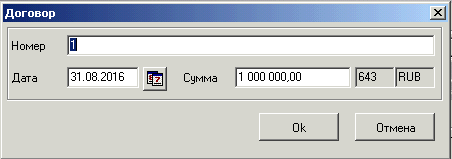 Договор
Номер 1
Дата 31.08.2016 Сумма 1 000 000,00 643 RUB
Ok Отмена